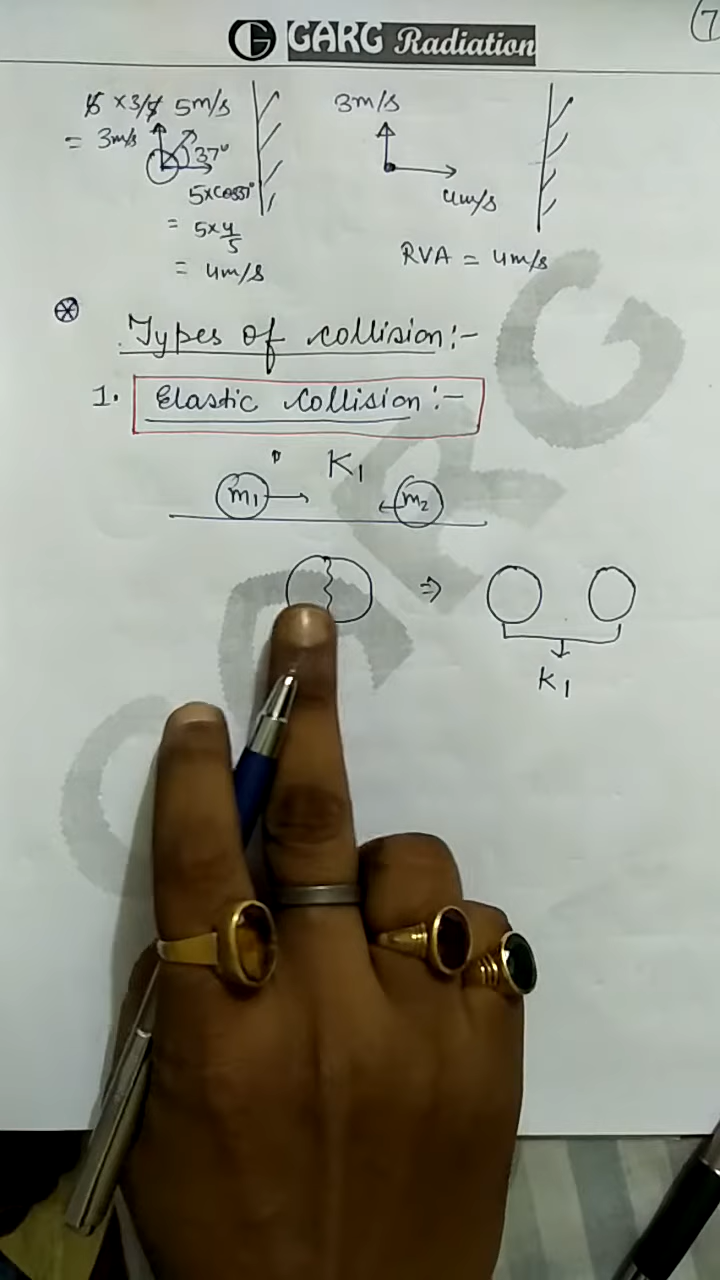 7
G GARG Radiation
5 × 3/5 5m/s
= 3m/s 37°
5×cos37°
= 5×4/5
= 4m/s
3m/s
4m/s
RVA = 4m/s
Types of collision:-
1. Elastic Collision:-
K1
m1 m2
⇒
K1
GARG